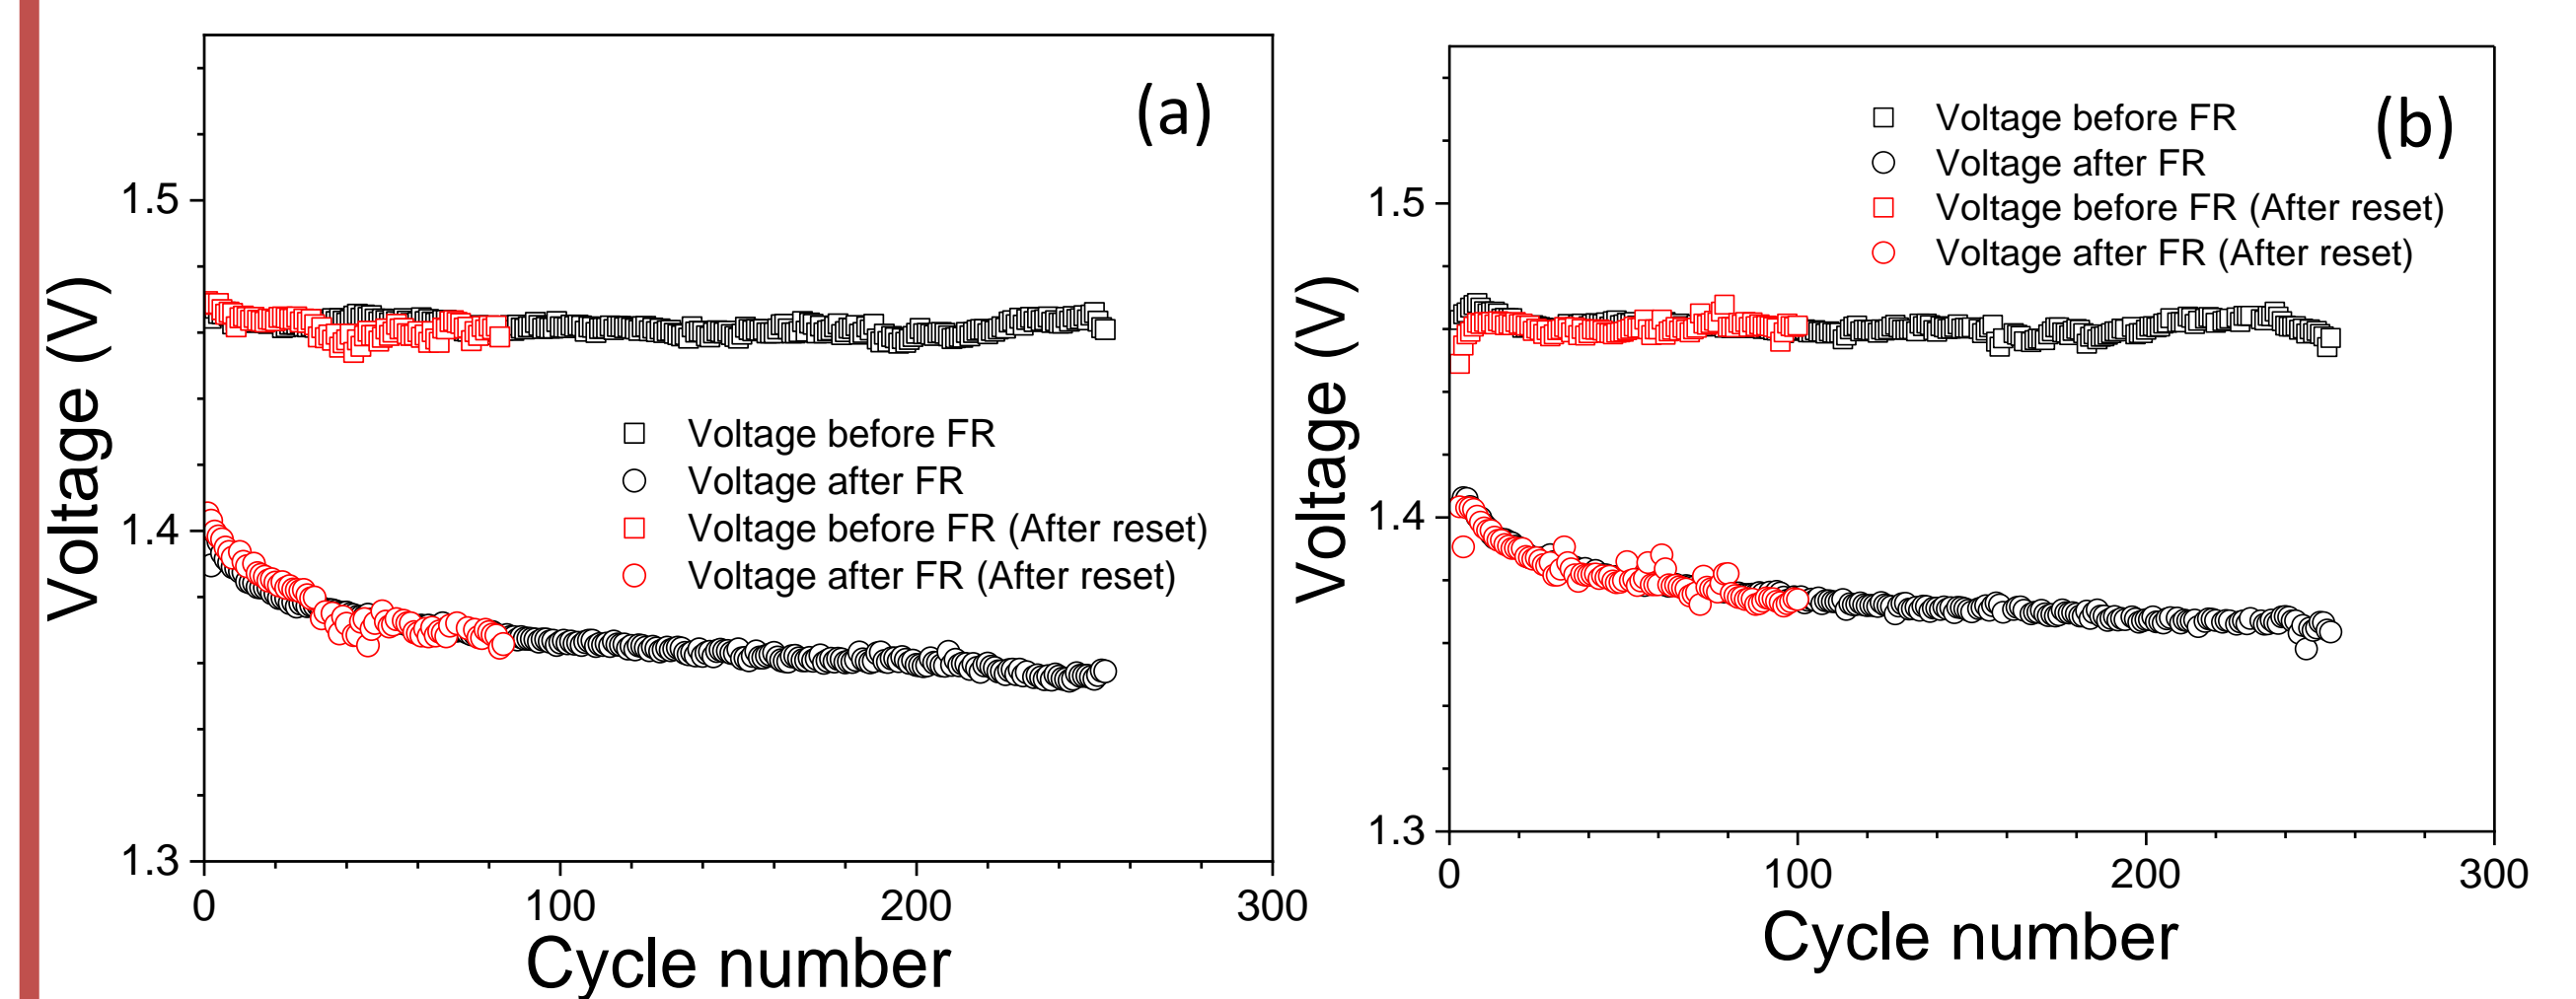 (a)
1.5
1.4
1.3
Voltage (V)
Voltage before FR
Voltage after FR
Voltage before FR (After reset)
Voltage after FR (After reset)
0 100 200 300
Cycle number
(b)
Voltage before FR
Voltage after FR
Voltage before FR (After reset)
Voltage after FR (After reset)
1.5
1.4
1.3
Voltage (V)
0 100 200 300
Cycle number